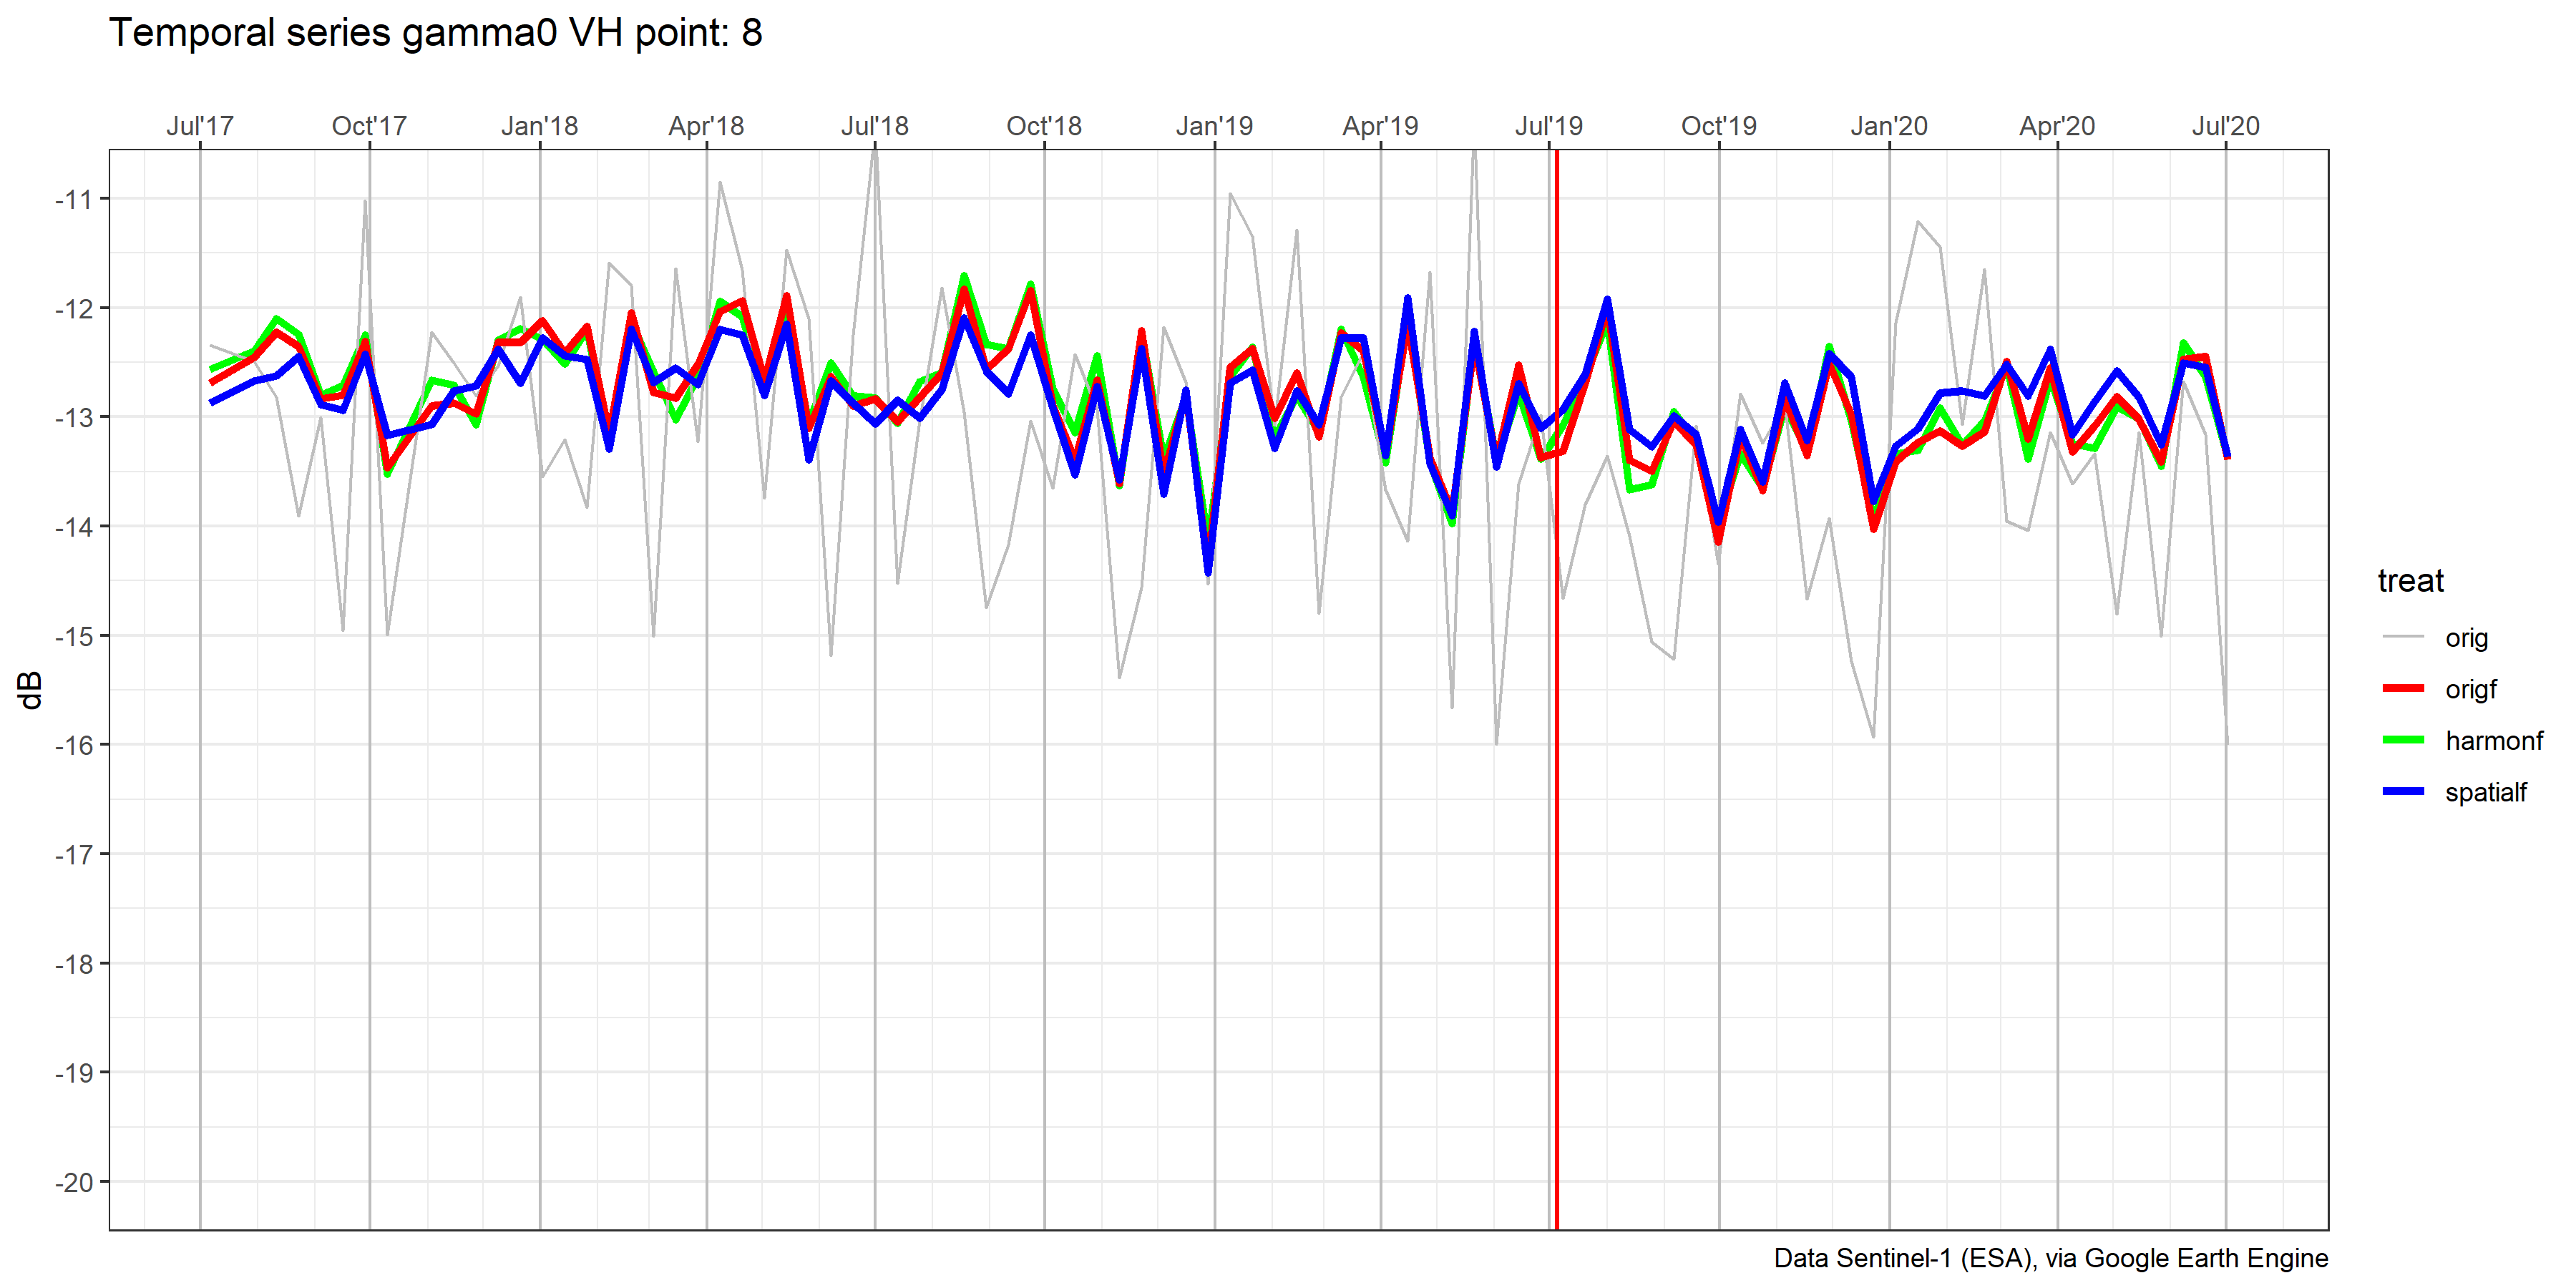 Temporal series gamma0 VH point: 8
Jul'17 Oct'17 Jan'18 Apr'18 Jul'18 Oct'18 Jan'19 Apr'19 Jul'19 Oct'19 Jan'20 Apr'20 Jul'20
-11
-12
-13
-14
-15
-16
-17
-18
-19
-20
dB
treat
orig
origf
harmonf
spatialf
Data Sentinel-1 (ESA), via Google Earth Engine